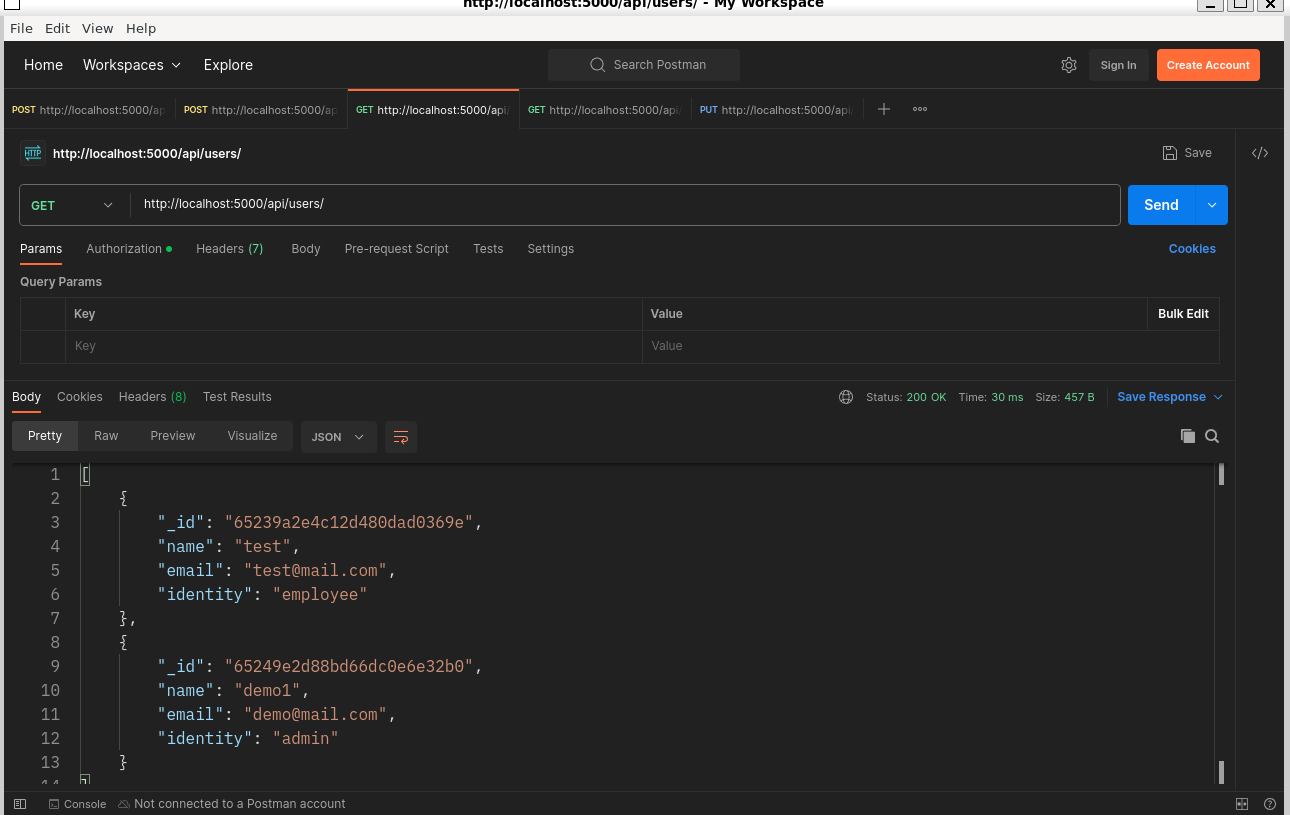 http://localhost:5000/api/users/ - My Workspace
File Edit View Help
Home Workspaces Explore Search Postman Sign In Create Account
POST http://localhost:5000/ap POST http://localhost:5000/ap GET http://localhost:5000/api/ GET http://localhost:5000/api/ PUT http://localhost:5000/api/
HTTP http://localhost:5000/api/users/ Save </>
GET http://localhost:5000/api/users/ Send
Params Authorization Headers (7) Body Pre-request Script Tests Settings Cookies
Query Params
Key Value Bulk Edit
Key Value
Body Cookies Headers (8) Test Results Status: 200 OK Time: 30 ms Size: 457 B Save Response
Pretty Raw Preview Visualize JSON
1 [
2 {
3 "_id": "65239a2e4c12d480dad0369e",
4 "name": "test",
5 "email": "test@mail.com",
6 "identity": "employee"
7 },
8 {
9 "_id": "65249e2d88bd66dc0e6e32b0",
10 "name": "demo1",
11 "email": "demo@mail.com",
12 "identity": "admin"
13 }
14 ]
Console Not connected to a Postman account